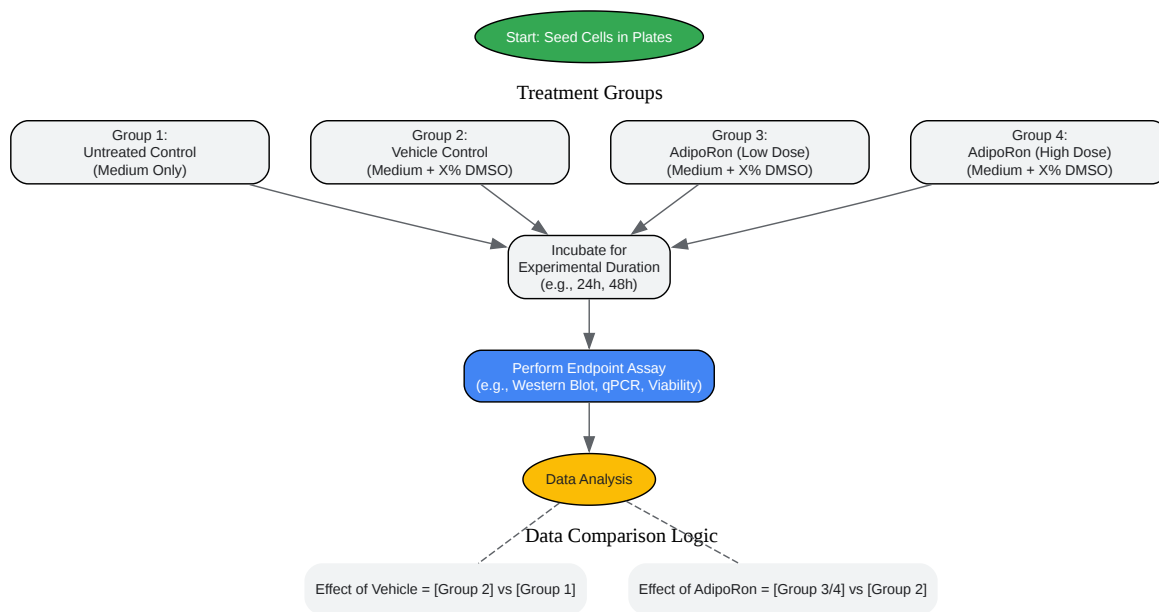 Start: Seed Cells in Plates
Treatment Groups
Group 1:
Untreated Control
(Medium Only)
Group 2:
Vehicle Control
(Medium + X% DMSO)
Group 3:
AdipoRon (Low Dose)
(Medium + X% DMSO)
Group 4:
AdipoRon (High Dose)
(Medium + X% DMSO)
Incubate for
Experimental Duration
(e.g., 24h, 48h)
Perform Endpoint Assay
(e.g., Western Blot, qPCR, Viability)
Data Analysis
Data Comparison Logic
Effect of Vehicle = [Group 2] vs [Group 1]
Effect of AdipoRon = [Group 3/4] vs [Group 2]